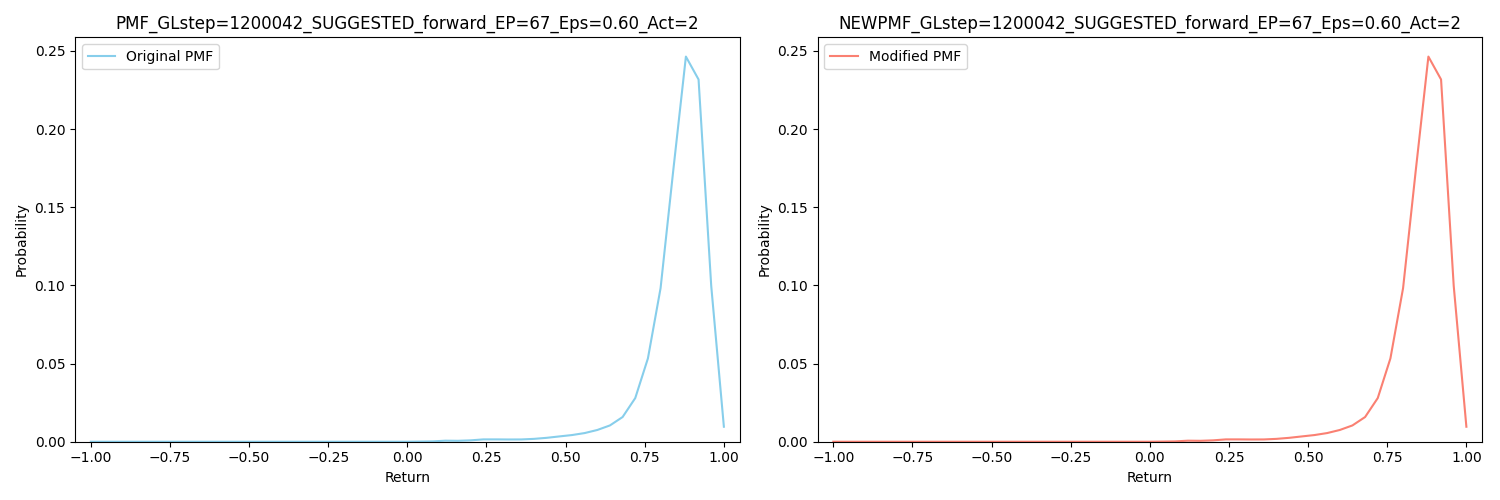 PMF_GLstep=1200042_SUGGESTED_forward_EP=67_Eps=0.60_Act=2
Original PMF
Probability
0.25
0.20
0.15
0.10
0.05
0.00
−1.00 −0.75 −0.50 −0.25 0.00 0.25 0.50 0.75 1.00
Return
NEWPMF_GLstep=1200042_SUGGESTED_forward_EP=67_Eps=0.60_Act=2
Modified PMF
Probability
0.25
0.20
0.15
0.10
0.05
0.00
−1.00 −0.75 −0.50 −0.25 0.00 0.25 0.50 0.75 1.00
Return